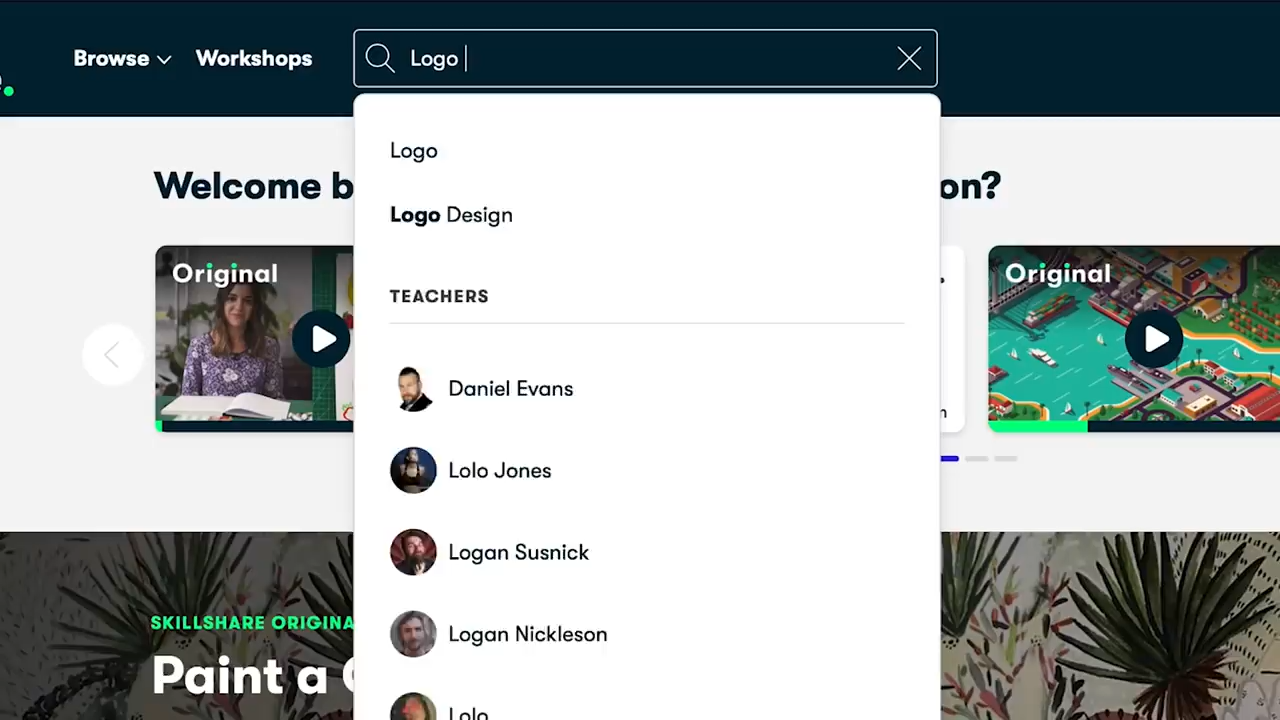 Browse Workshops Logo
Logo
Welcome b on?
Logo Design
Original Original
TEACHERS
Daniel Evans
Lolo Jones
Logan Susnick
SKILLSHARE ORIGINA
Logan Nickleson
Paint a
Lolo